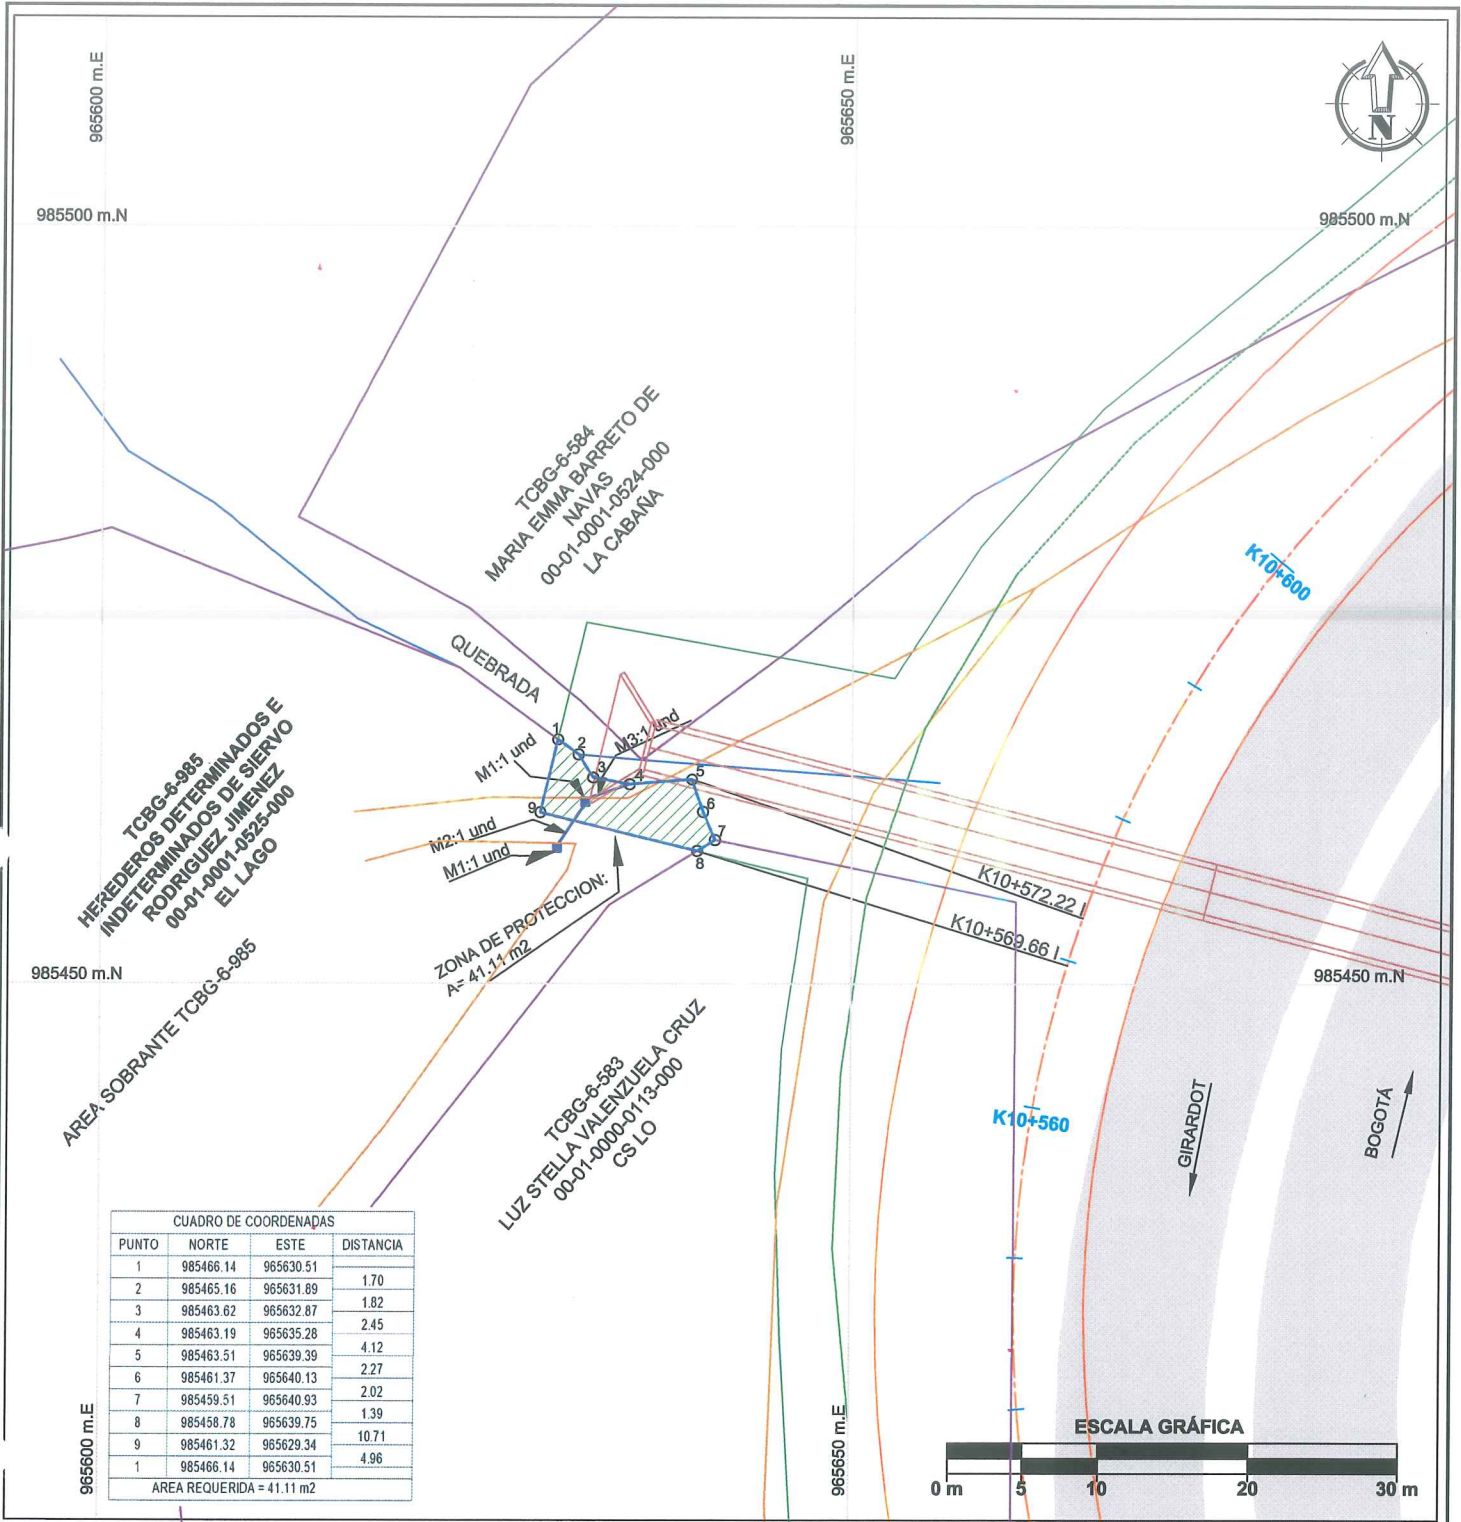 965600 m.E
965650 m.E
N
985500 m.N
985500 m.N
TCBG-6-584
MARIA EMMA BARRETO DE
NAVAS
00-01-0001-0524-000
LA CABAÑA
K10+600
QUEBRADA
TCBG-6-985
HEREDEROS DETERMINADOS E
INDETERMINADOS DE SIERVO
RODRIGUEZ JIMENEZ
00-01-0001-0525-000
EL LAGO
1
2
3
4
5
6
7
8
9
M1:1 und
M3:1 und
M2:1 und
M1:1 und
K10+572.22 I
K10+569.66 I
ZONA DE PROTECCION:
A= 41.11 m2
985450 m.N
985450 m.N
AREA SOBRANTE TCBG-6-985
TCBG-6-583
LUZ STELLA VALENZUELA CRUZ
00-01-0000-0113-000
CS LO
K10+560
GIRARDOT
BOGOTÁ
CUADRO DE COORDENADAS
PUNTO NORTE ESTE DISTANCIA
1 985466.14 965630.51
1.70
2 985465.16 965631.89
1.82
3 985463.62 965632.87
2.45
4 985463.19 965635.28
4.12
5 985463.51 965639.39
2.27
6 985461.37 965640.13
2.02
7 985459.51 965640.93
1.39
8 985458.78 965639.75
10.71
9 985461.32 965629.34
4.96
1 985466.14 965630.51
AREA REQUERIDA = 41.11 m2
965600 m.E
965650 m.E
ESCALA GRÁFICA
0 m 5 10 20 30 m